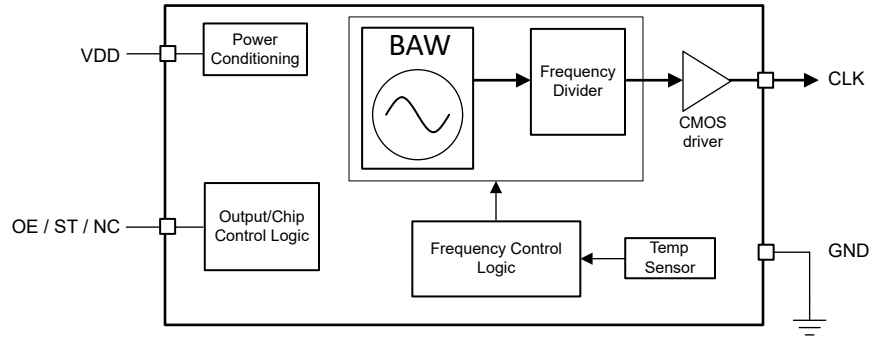 VDD
Power
Conditioning
BAW
Frequency
Divider
CMOS
driver
CLK
OE / ST / NC
Output/Chip
Control Logic
Frequency Control
Logic
Temp
Sensor
GND